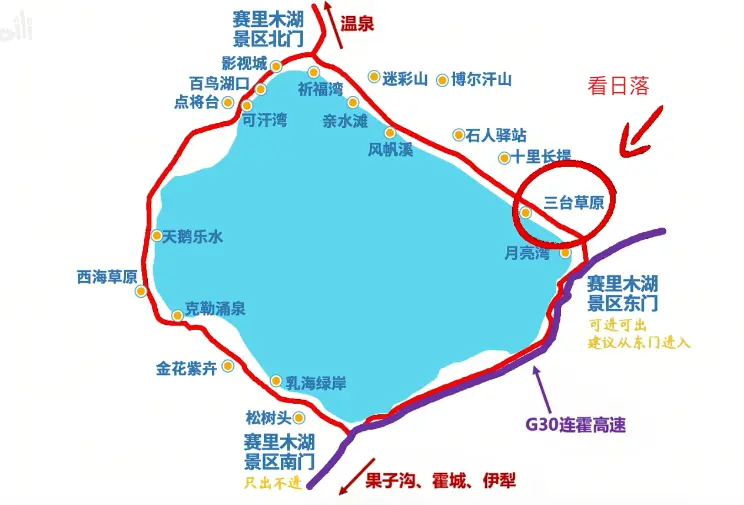 赛里木湖
景区北门
温泉
影视城
百鸟湖口
点将台
可汗湾
祈福湾
亲水滩
风帆溪
迷彩山
博尔汗山
石人驿站
十里长堤
看日落
三台草原
月亮湾
赛里木湖
景区东门
可进可出
建议从东门进入
天鹅乐水
西海草原
克勒涌泉
金花紫卉
乳海绿岸
松树头
赛里木湖
景区南门
只出不进
G30连霍高速
果子沟、霍城、伊犁